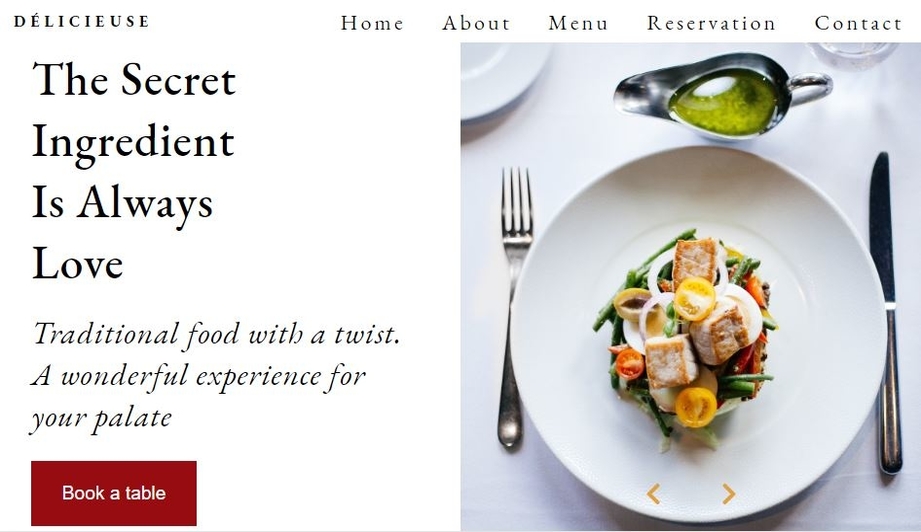 DÉLICIEUSE
Home About Menu Reservation Contact
The Secret
Ingredient
Is Always
Love
Traditional food with a twist.
A wonderful experience for
your palate
Book a table